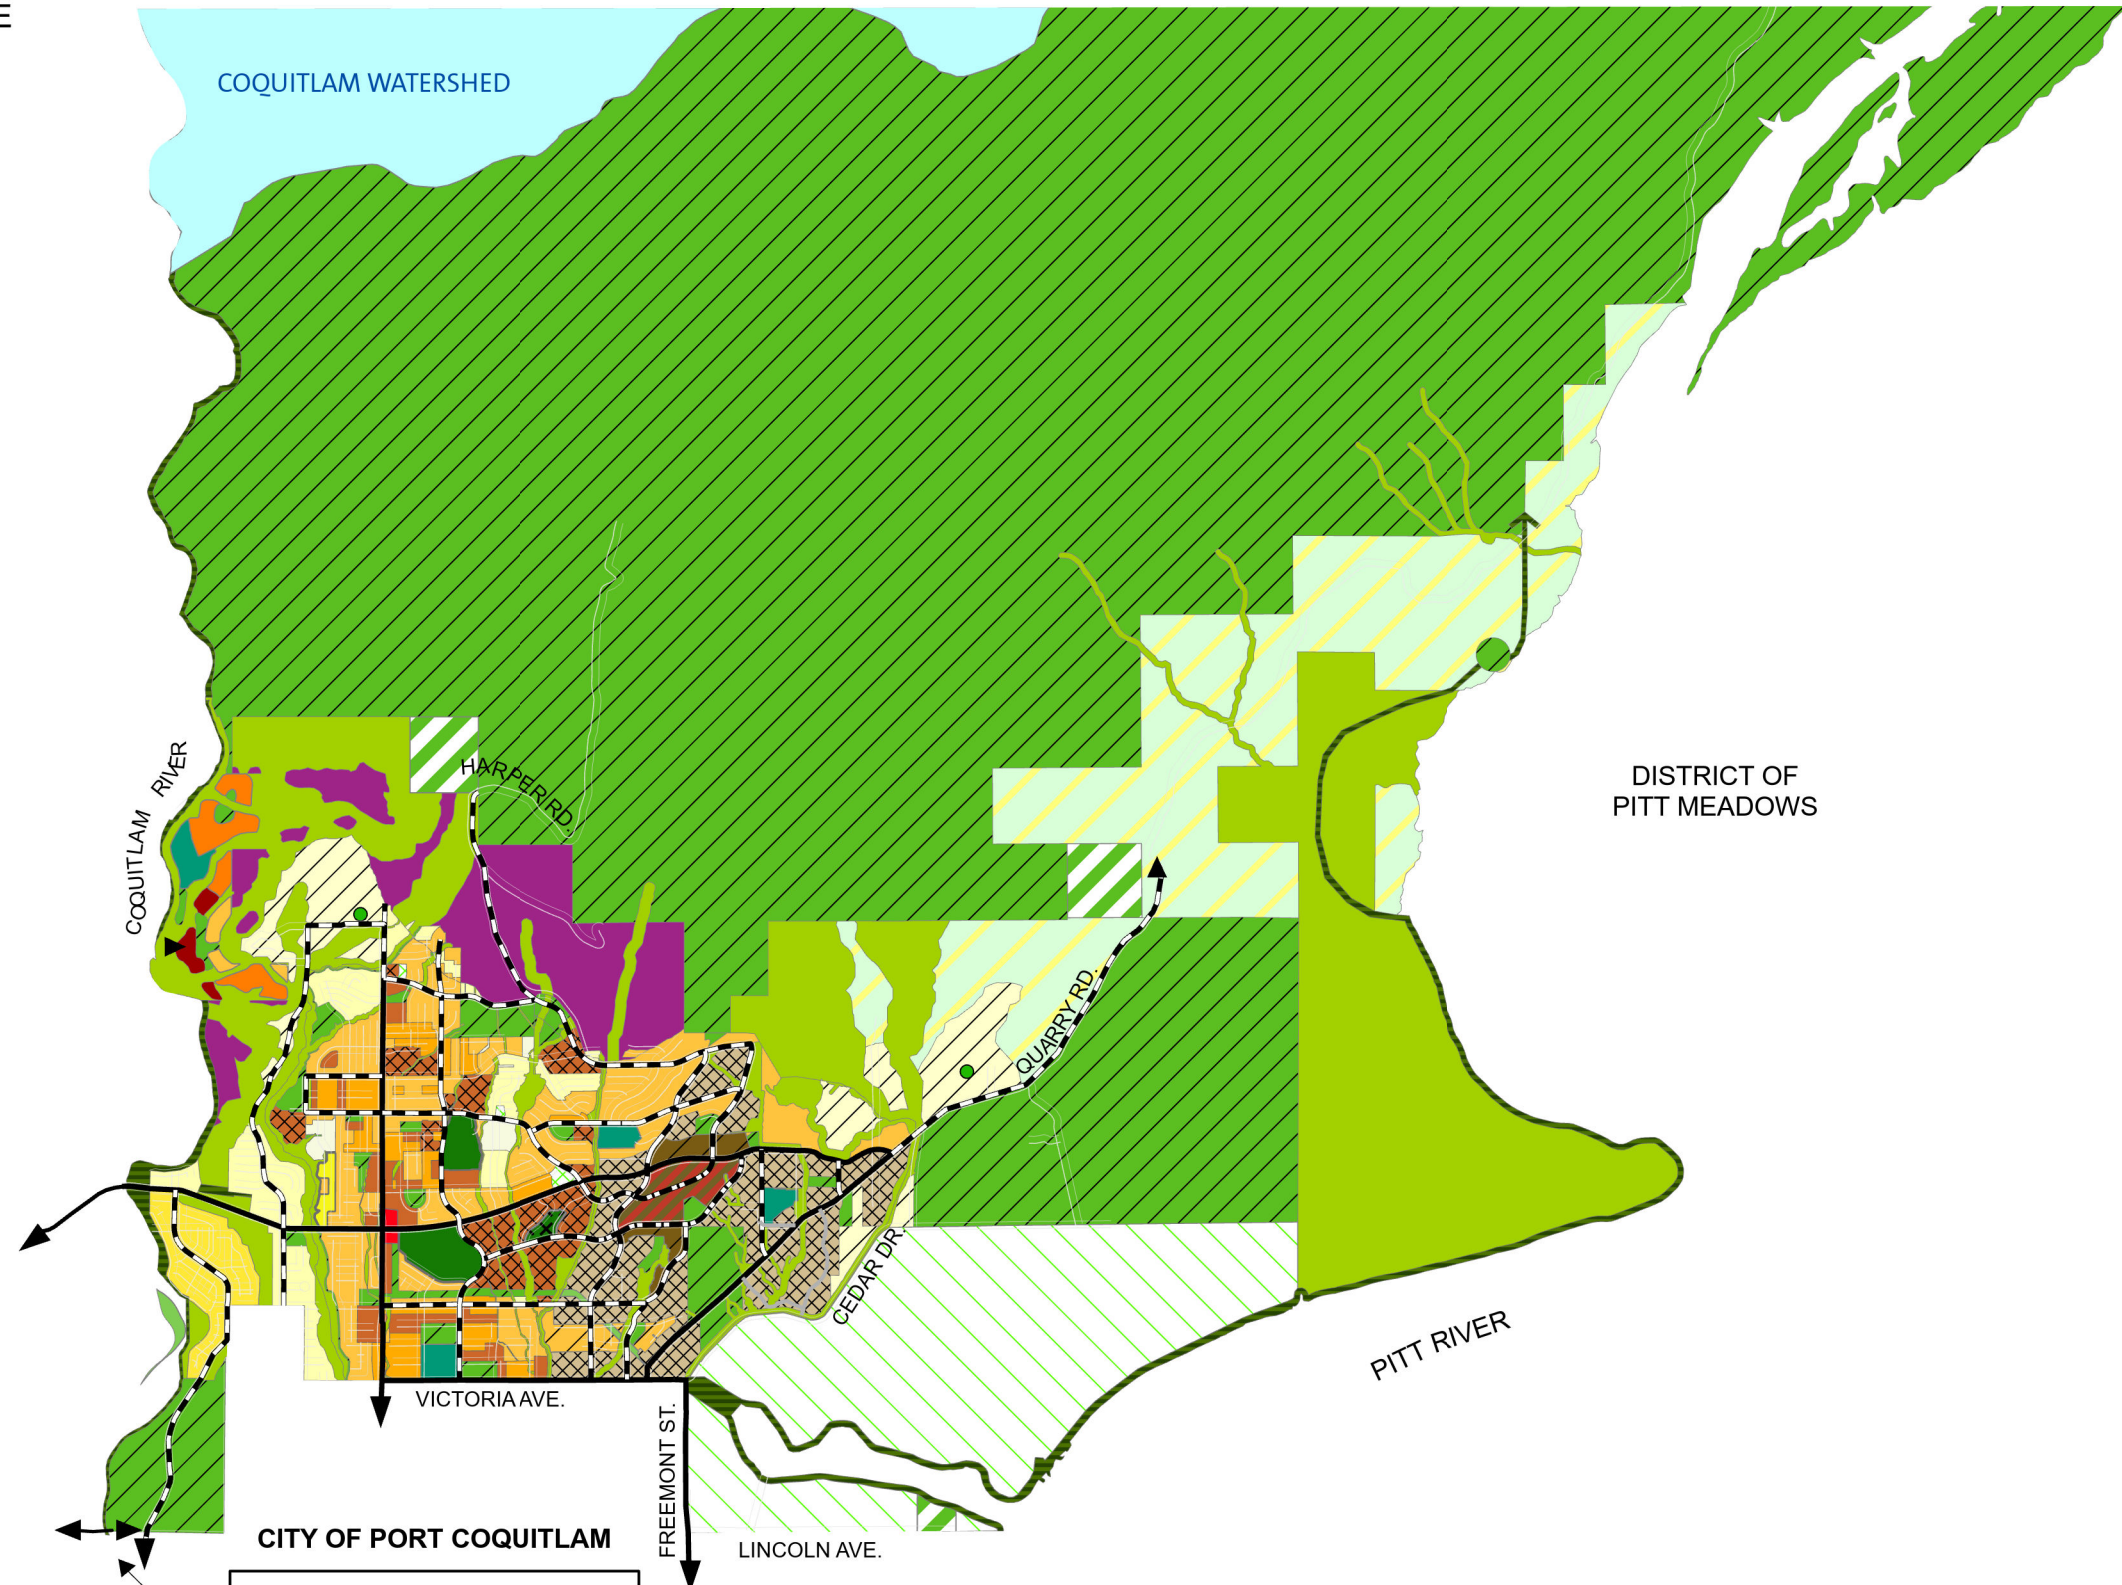 E
COQUITLAM WATERSHED
HARPER RD.
COQUITLAM RIVER
DISTRICT OF
PITT MEADOWS
QUARRY RD.
CEDAR DR.
PITT RIVER
VICTORIA AVE.
FREEMONT ST.
CITY OF PORT COQUITLAM
LINCOLN AVE.